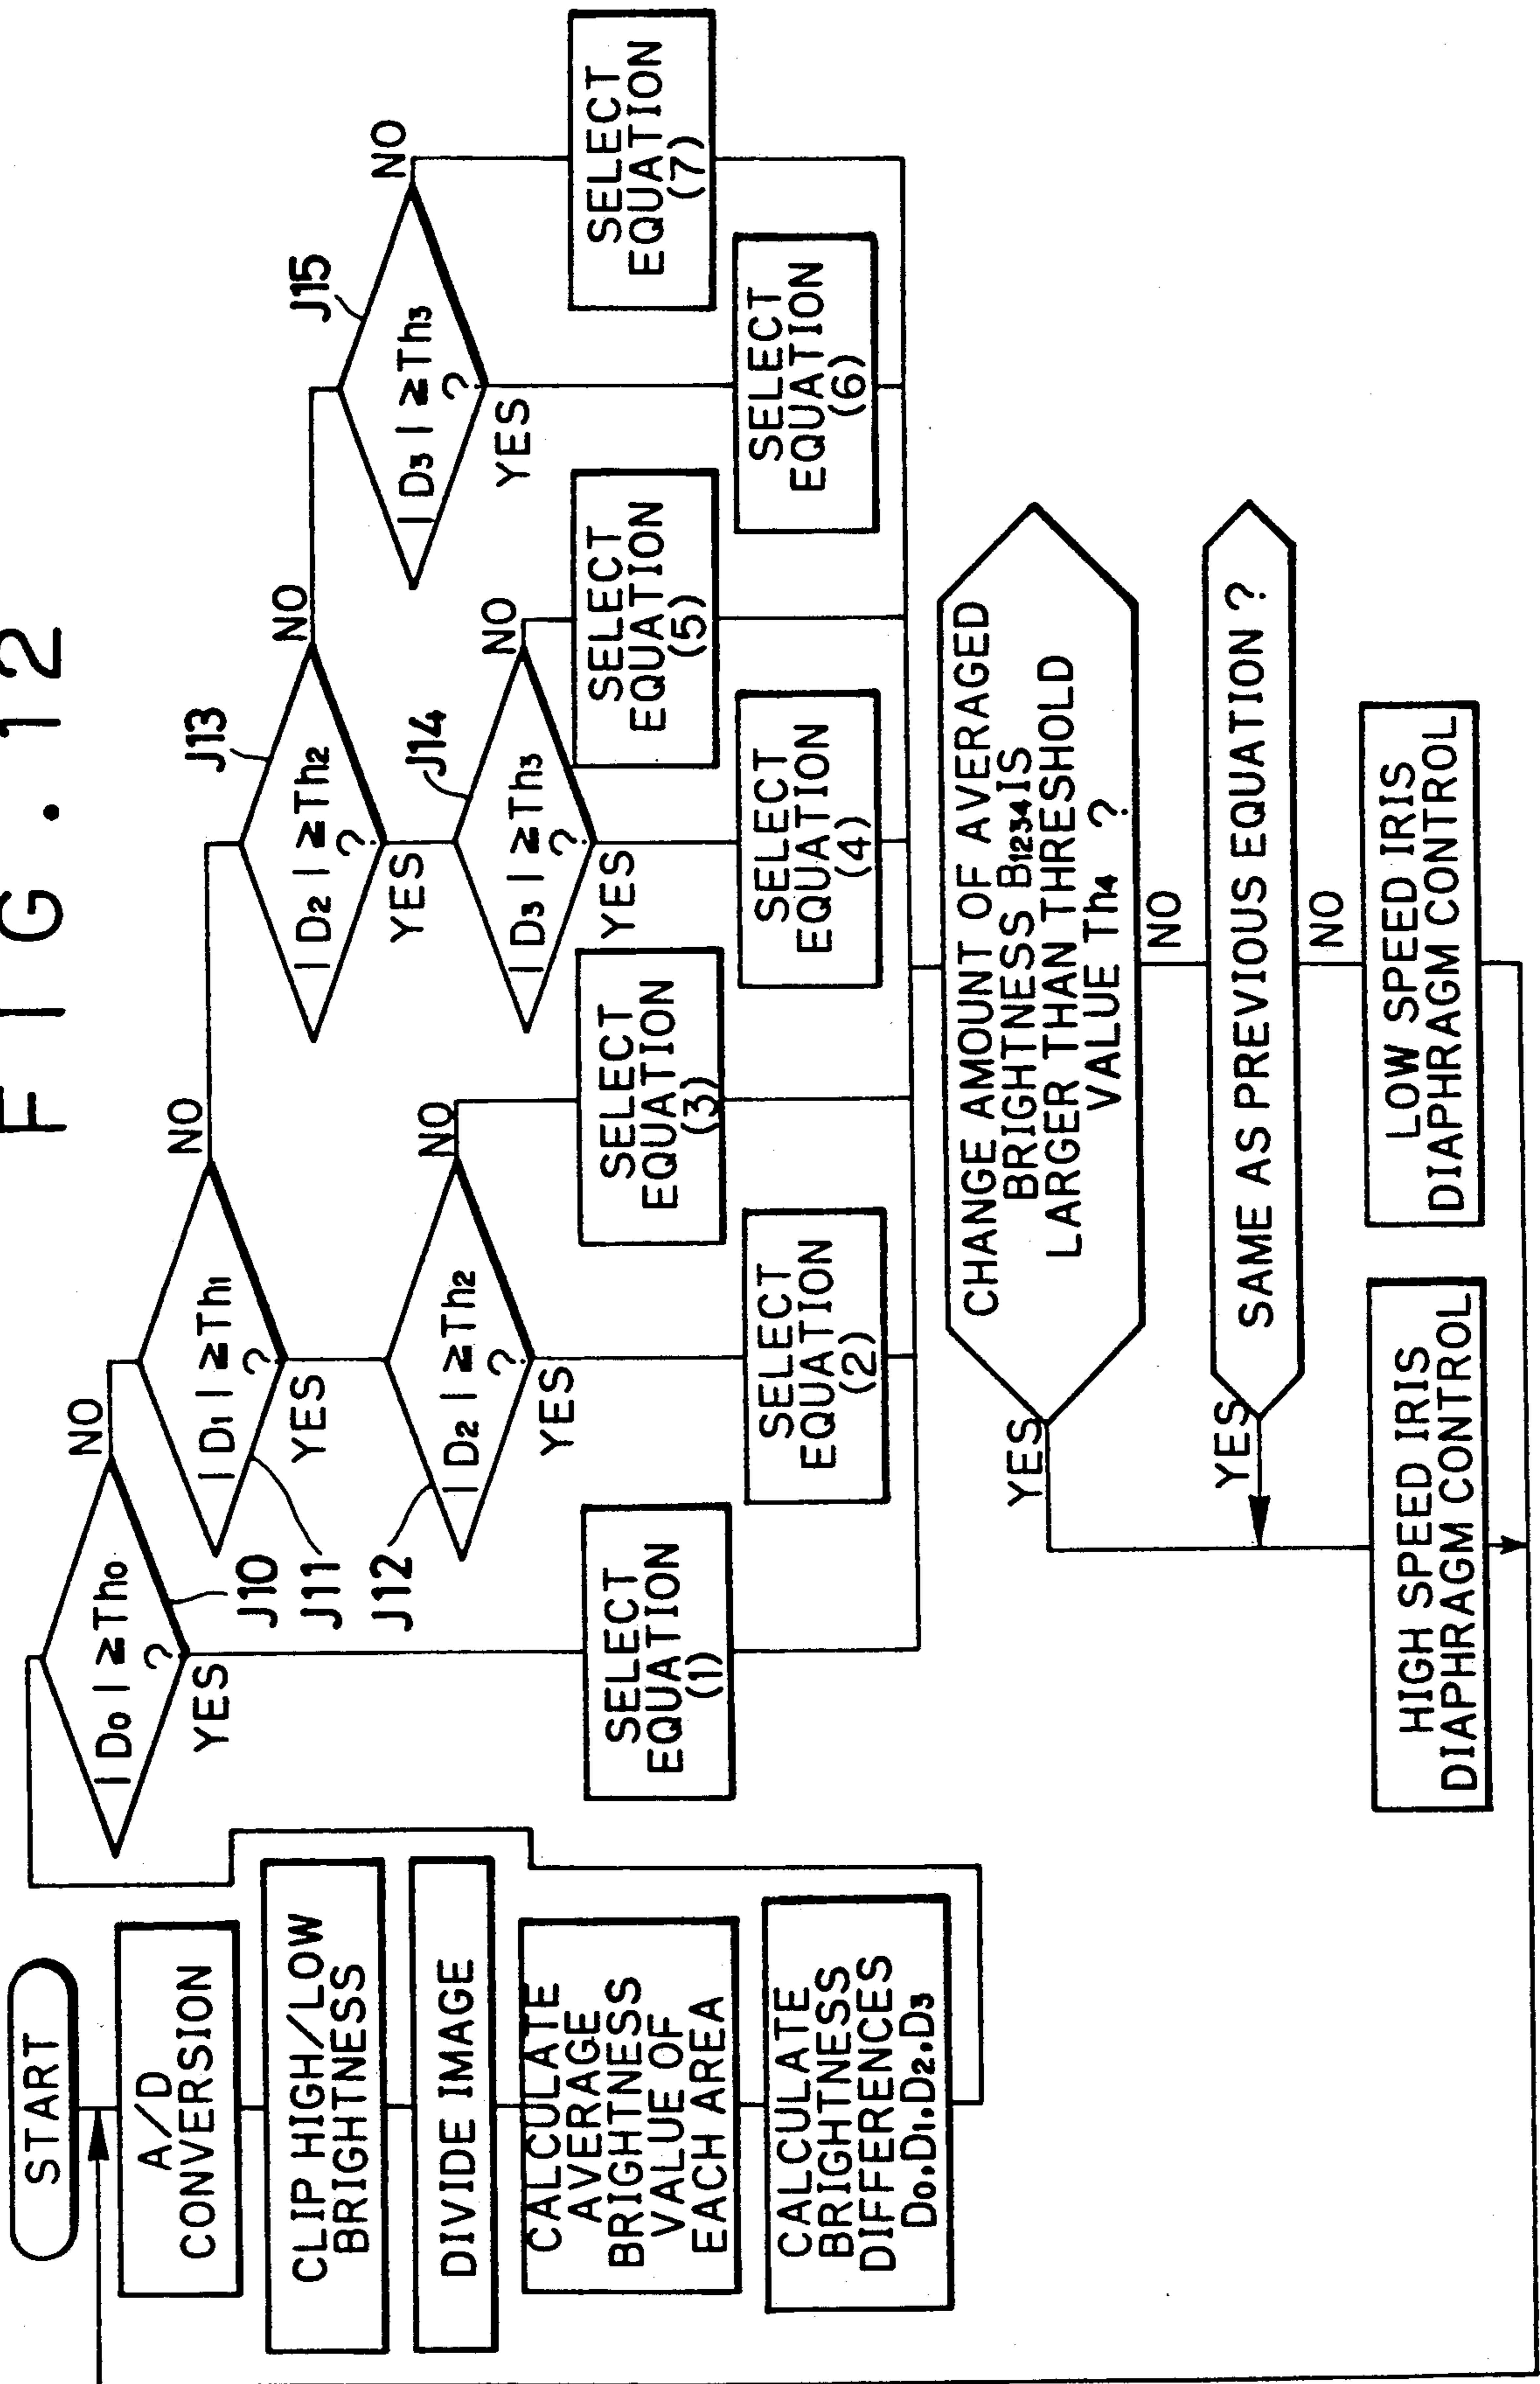 FIG.12
START
A/D
CONVERSION
CLIP HIGH/LOW
BRIGHTNESS
DIVIDE IMAGE
CALCULATE
AVERAGE
BRIGHTNESS
VALUE OF
EACH AREA
CALCULATE
BRIGHTNESS
DIFFERENCES
D₀.D₁.D₂.D₃
|D₀|≧Th₀
?
NO
YES
J10
|D₁|≧Th₁
?
NO
YES
J11
|D₂|≧Th₂
?
NO
YES
J12
|D₂|≧Th₂
?
NO
YES
J13
|D₃|≧Th₃
?
NO
YES
J14
|D₃|≧Th₃
?
NO
YES
J15
SELECT
EQUATION
(1)
SELECT
EQUATION
(2)
SELECT
EQUATION
(3)
SELECT
EQUATION
(4)
SELECT
EQUATION
(5)
SELECT
EQUATION
(6)
SELECT
EQUATION
(7)
CHANGE AMOUNT OF AVERAGED
BRIGHTNESS B₁₂₃₄ IS
LARGER THAN THRESHOLD
VALUE Th₄ ?
YES
NO
SAME AS PREVIOUS EQUATION ?
YES
NO
HIGH SPEED IRIS
DIAPHRAGM CONTROL
LOW SPEED IRIS
DIAPHRAGM CONTROL